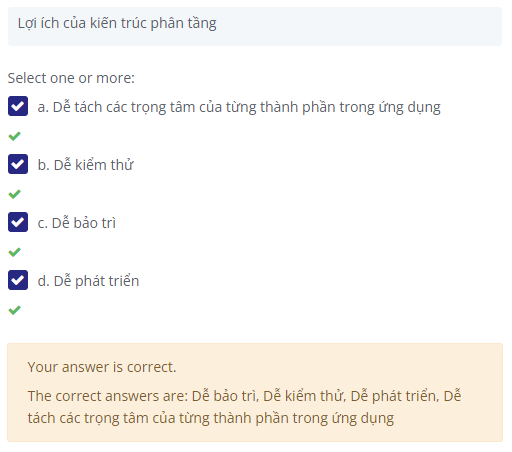 Lợi ích của kiến trúc phân tầng
Select one or more:
a. Dễ tách các trọng tâm của từng thành phần trong ứng dụng
b. Dễ kiểm thử
c. Dễ bảo trì
d. Dễ phát triển
Your answer is correct.
The correct answers are: Dễ bảo trì, Dễ kiểm thử, Dễ phát triển, Dễ
tách các trọng tâm của từng thành phần trong ứng dụng